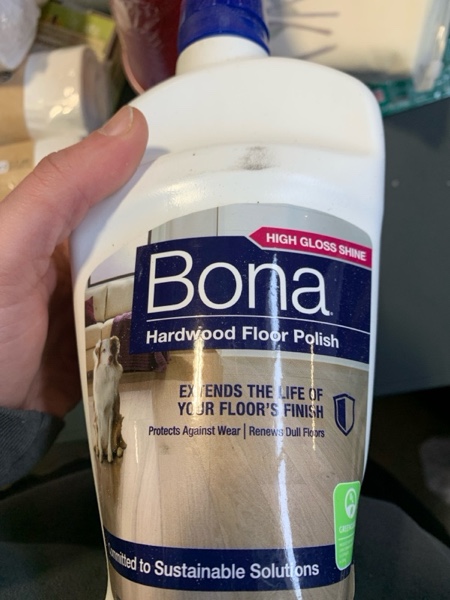 HIGH GLOSS SHINE
Bona
Hardwood Floor Polish
EXTENDS THE LIFE OF
YOUR FLOOR'S FINISH
Protects Against Wear | Renews Dull Floors
to Sustainable Solutions